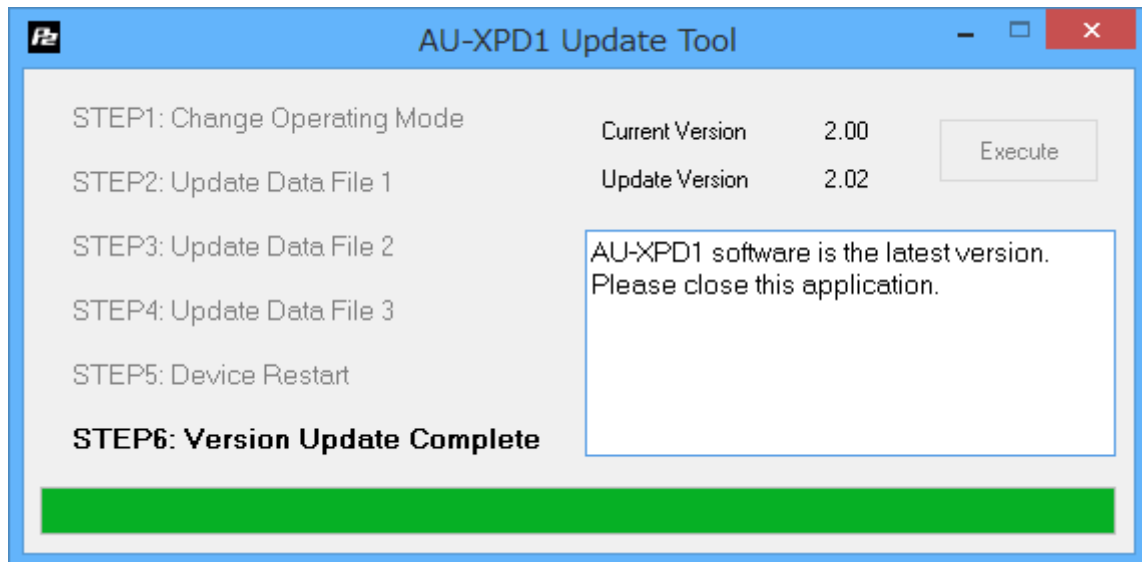 P2
AU-XPD1 Update Tool
STEP1: Change Operating Mode
STEP2: Update Data File 1
STEP3: Update Data File 2
STEP4: Update Data File 3
STEP5: Device Restart
STEP6: Version Update Complete
Current Version 2.00
Update Version 2.02
Execute
AU-XPD1 software is the latest version.
Please close this application.